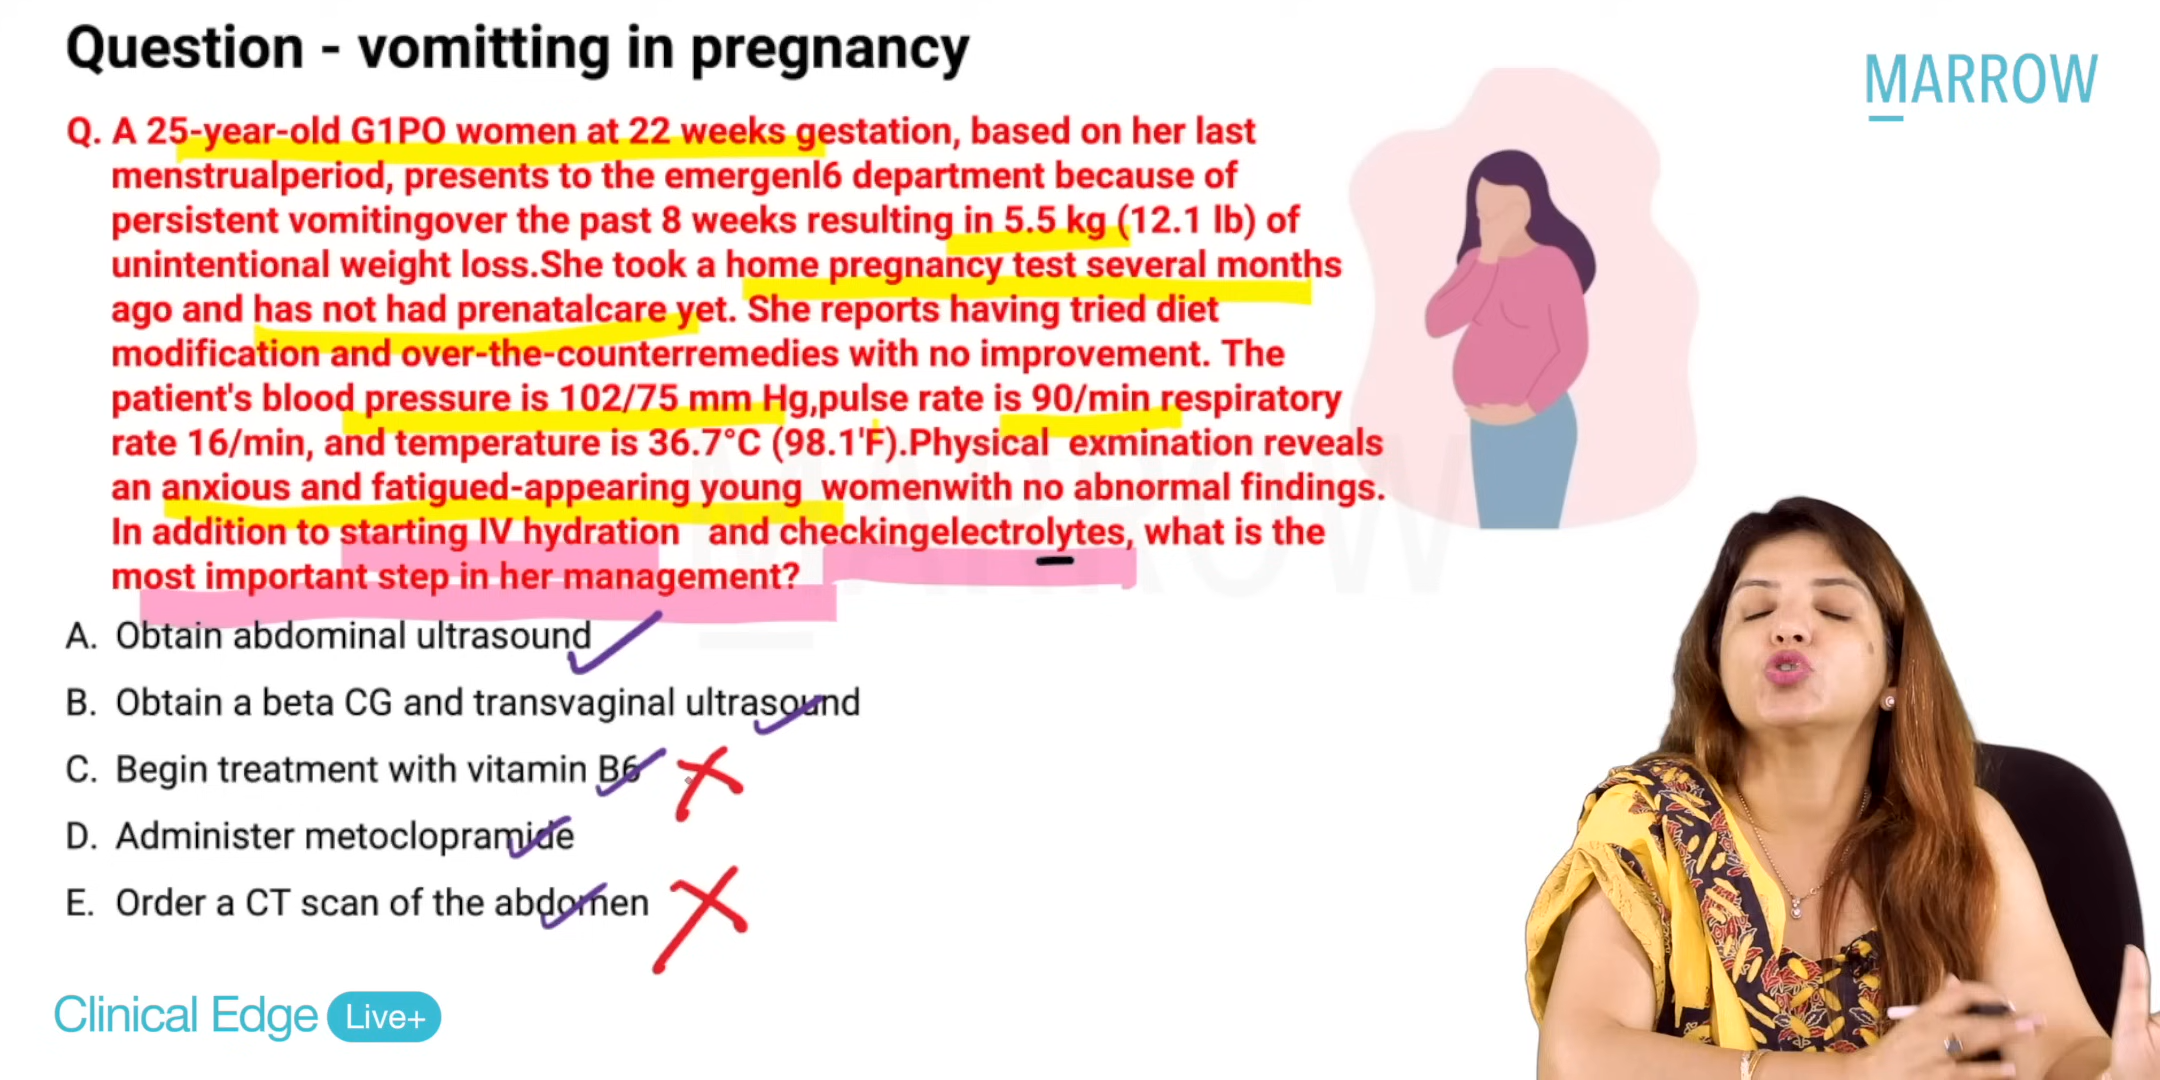 Question - vomitting in pregnancy
MARROW
Q. A 25-year-old G1PO women at 22 weeks gestation, based on her last
menstrualperiod, presents to the emergenl6 department because of
persistent vomitingover the past 8 weeks resulting in 5.5 kg (12.1 lb) of
unintentional weight loss.She took a home pregnancy test several months
ago and has not had prenatalcare yet. She reports having tried diet
modification and over-the-counterremedies with no improvement. The
patient's blood pressure is 102/75 mm Hg,pulse rate is 90/min respiratory
rate 16/min, and temperature is 36.7°C (98.1'F).Physical exmination reveals
an anxious and fatigued-appearing young womenwith no abnormal findings.
In addition to starting IV hydration and checkingelectrolytes, what is the
most important step in her management?
A. Obtain abdominal ultrasound
B. Obtain a beta CG and transvaginal ultrasound
C. Begin treatment with vitamin B6
D. Administer metoclopramide
E. Order a CT scan of the abdomen
Clinical Edge Live+